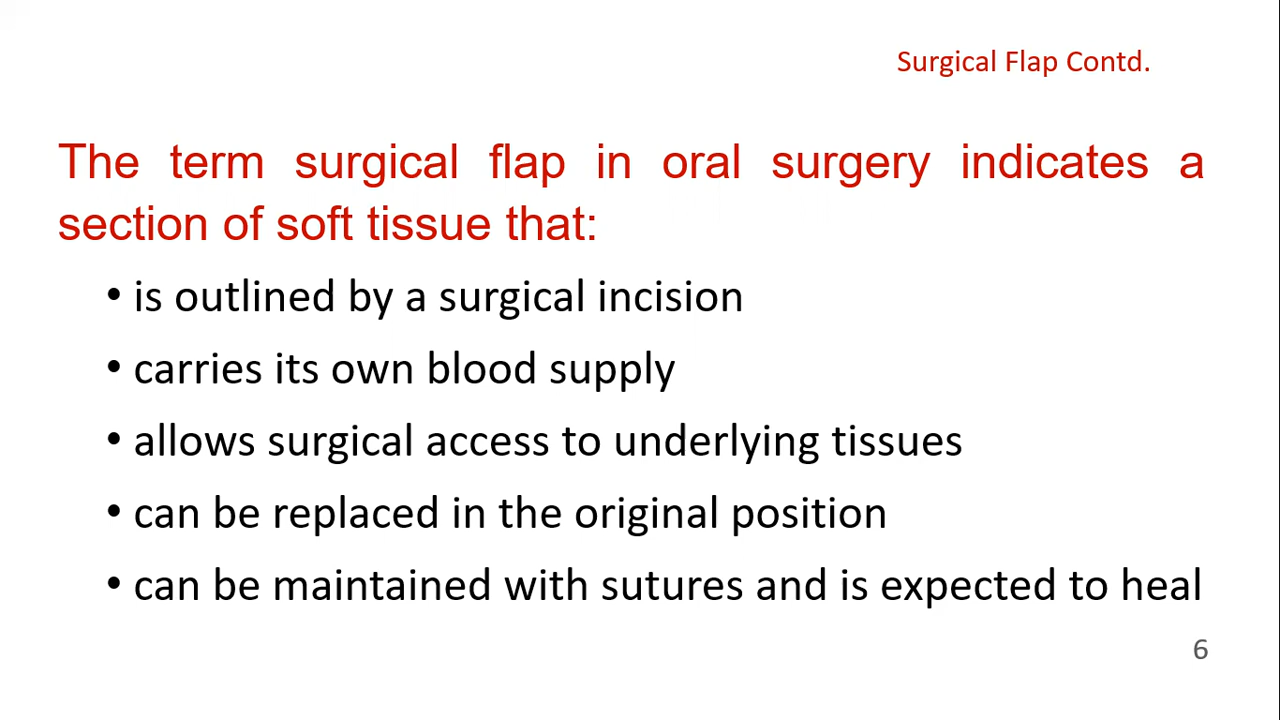 Surgical Flap Contd.
The term surgical flap in oral surgery indicates a
section of soft tissue that:
• is outlined by a surgical incision
• carries its own blood supply
• allows surgical access to underlying tissues
• can be replaced in the original position
• can be maintained with sutures and is expected to heal
6